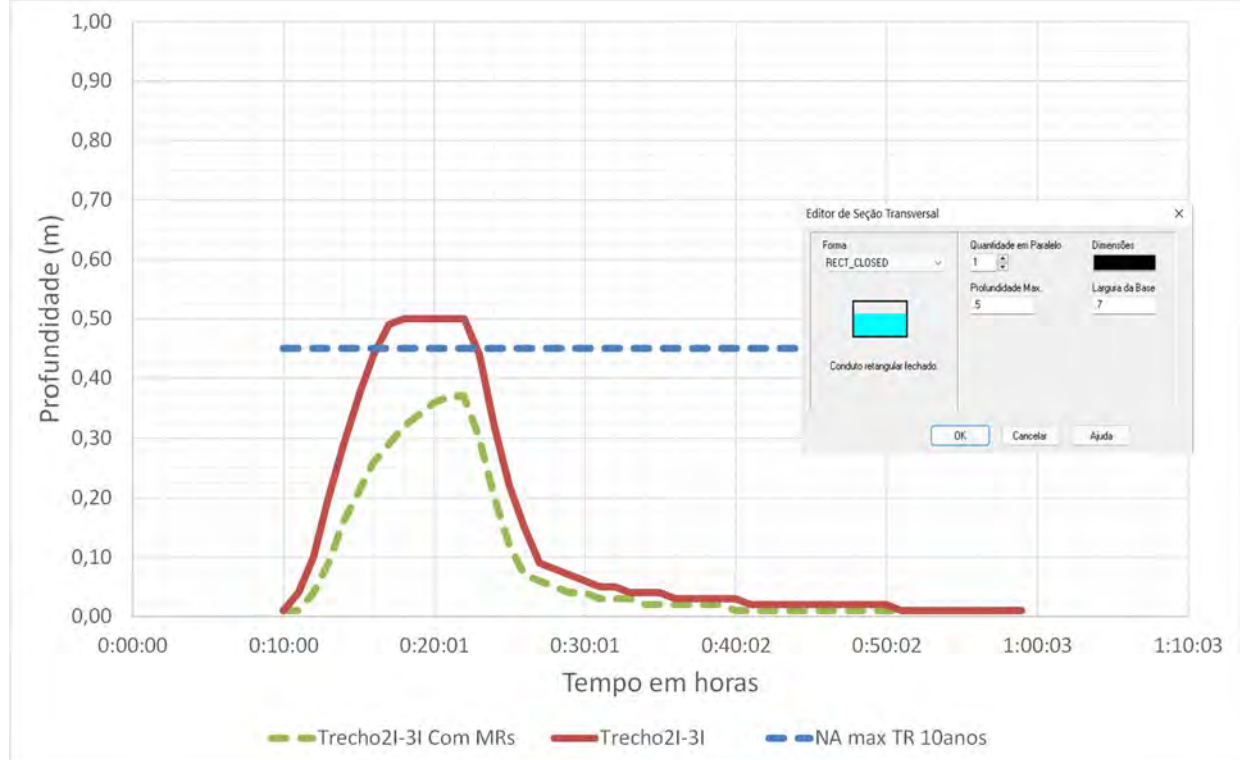 1,00
0,90
0,80
0,70
0,60
0,50
0,40
0,30
0,20
0,10
0,00
Profundidade (m)
Editor de Seção Transversal
×
Forma
RECT_CLOSED
Quantidade em Paralelo
1
Dimensões
Profundidade Max.
.5
Largura da Base
.7
Conduto retangular fechado.
OK Cancelar Ajuda
0:00:00 0:10:00 0:20:01 0:30:01 0:40:02 0:50:02 1:00:03 1:10:03
Tempo em horas
Trecho2I-3I Com MRs Trecho2I-3I NA max TR 10anos